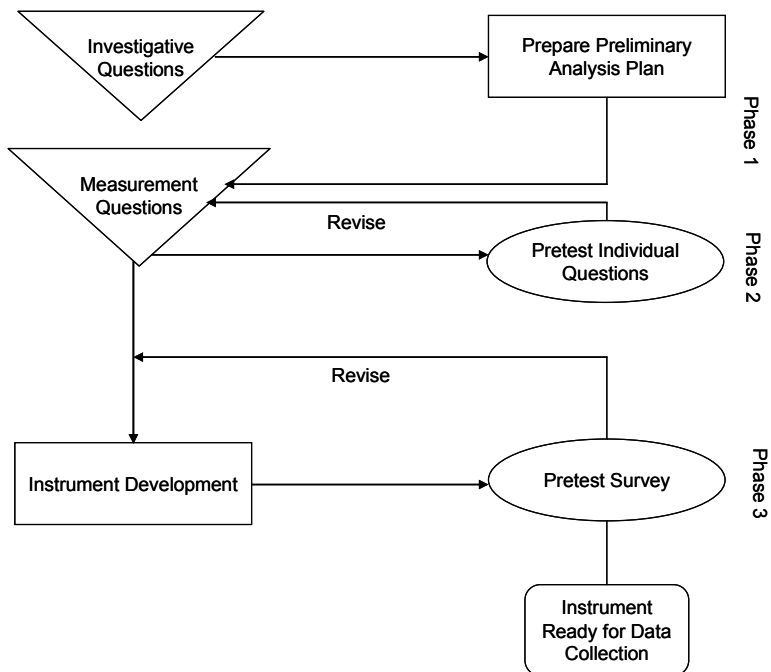 Investigative
Questions
Prepare Preliminary
Analysis Plan
Phase 1
Measurement
Questions
Revise
Pretest Individual
Questions
Phase 2
Revise
Instrument Development
Pretest Survey
Phase 3
Instrument
Ready for Data
Collection